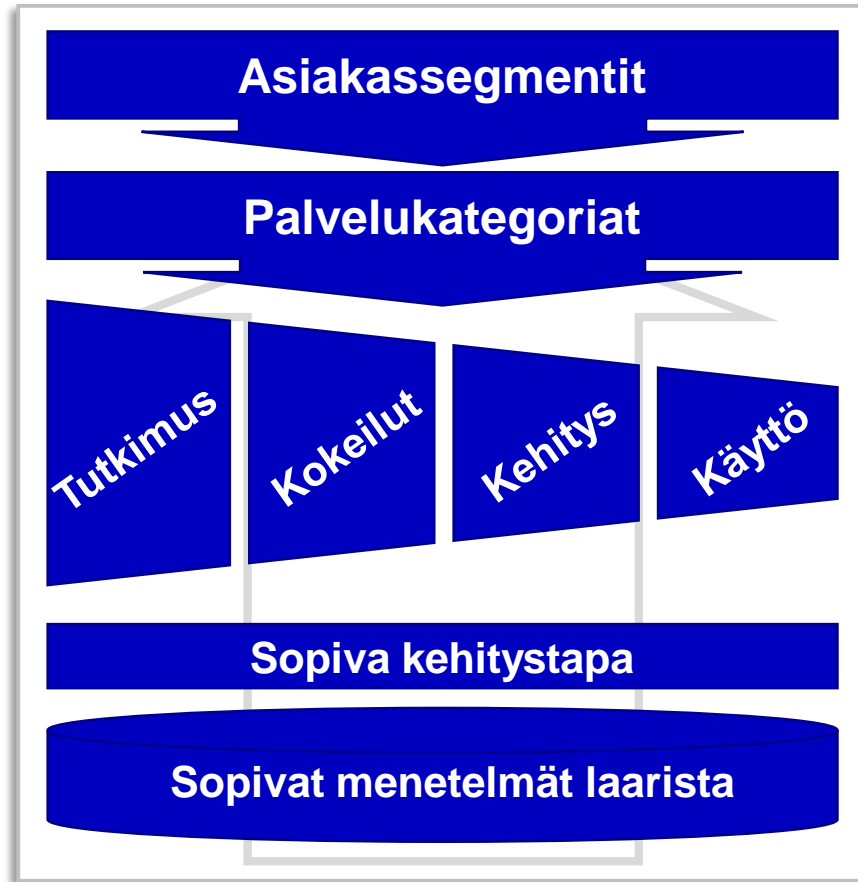 Asiakassegmentit
Palvelukategoriat
Tutkimus
Kokeilut
Kehitys
Käyttö
Sopiva kehitystapa
Sopivat menetelmät laarista